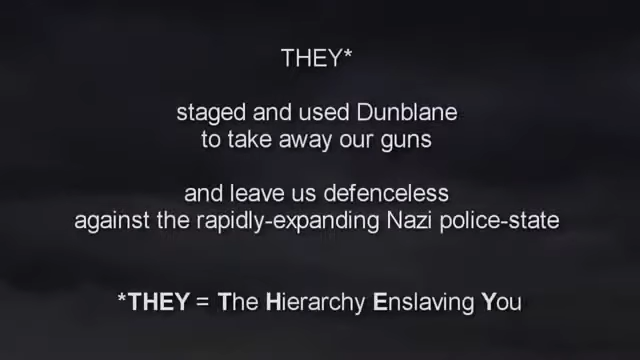 THEY*
staged and used Dunblane
to take away our guns
and leave us defenceless
against the rapidly-expanding Nazi police-state
*THEY = The Hierarchy Enslaving You